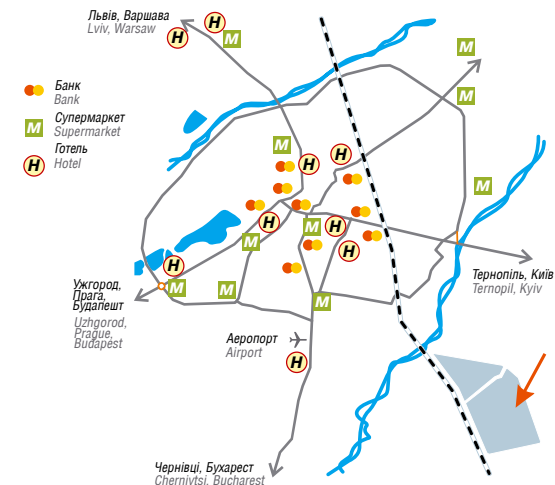 Львів, Варшава
Lviv, Warsaw
H
H
M
M
Банк
Bank
M
Супермаркет
Supermarket
H
Готель
Hotel
M
M
H
H
M
H
H
M
M
H
H
M
M
M
Ужгород,
Прага,
Будапешт
Uzhgorod,
Prague,
Budapest
Тернопіль, Київ
Ternopil, Kyiv
Аеропорт
Airport
H
Чернівці, Бухарест
Chernivtsi, Bucharest